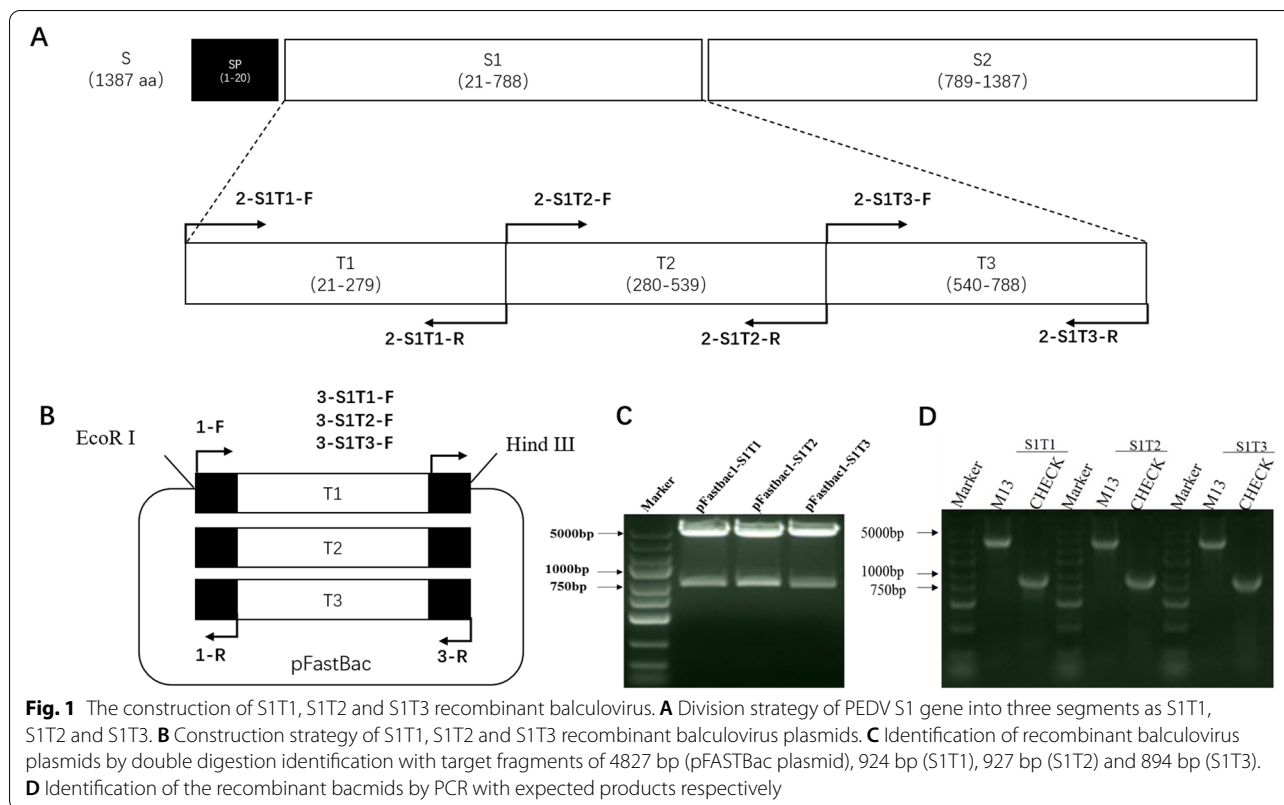 A
S
(1387 aa)
SP
(1-20)
S1
(21-788)
S2
(789-1387)
2-S1T1-F
2-S1T2-F
2-S1T3-F
T1
(21-279)
T2
(280-539)
T3
(540-788)
2-S1T1-R
2-S1T2-R
2-S1T3-R
B
EcoR I
1-F
3-S1T1-F
3-S1T2-F
3-S1T3-F
Hind III
T1
T2
T3
1-R
3-R
pFastBac
C
Marker
pFastbac1-S1T1
pFastbac1-S1T2
pFastbac1-S1T3
5000bp
1000bp
750bp
D
S1T1
S1T2
S1T3
Marker
M13
CHECK
Marker
M13
CHECK
Marker
M13
CHECK
5000bp
1000bp
750bp
Fig. 1 The construction of S1T1, S1T2 and S1T3 recombinant balculovirus. A Division strategy of PEDV S1 gene into three segments as S1T1,
S1T2 and S1T3. B Construction strategy of S1T1, S1T2 and S1T3 recombinant balculovirus plasmids. C Identification of recombinant balculovirus
plasmids by double digestion identification with target fragments of 4827 bp (pFASTBac plasmid), 924 bp (S1T1), 927 bp (S1T2) and 894 bp (S1T3).
D Identification of the recombinant bacmids by PCR with expected products respectively